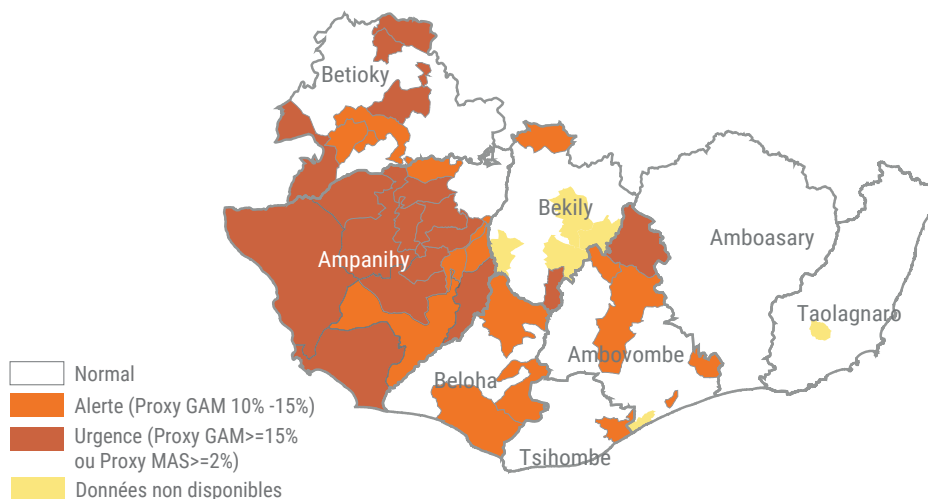 Betioky
Bekily
Amboasary
Ampanihy
Taolagnaro
Ambovombe
Beloha
Tsihombe
Normal
Alerte (Proxy GAM 10% -15%)
Urgence (Proxy GAM>=15%
ou Proxy MAS>=2%)
Données non disponibles